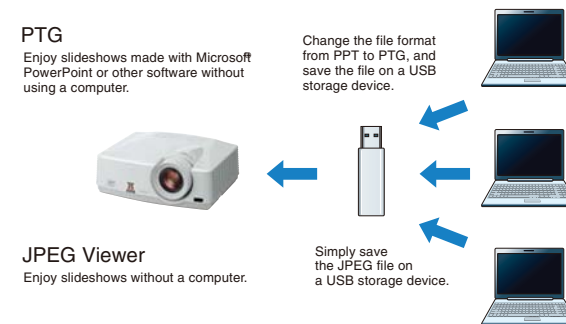 PTG
Enjoy slideshows made with Microsoft
PowerPoint or other software without
using a computer.
Change the file format
from PPT to PTG, and
save the file on a USB
storage device.
JPEG Viewer
Enjoy slideshows without a computer.
Simply save
the JPEG file on
a USB storage device.